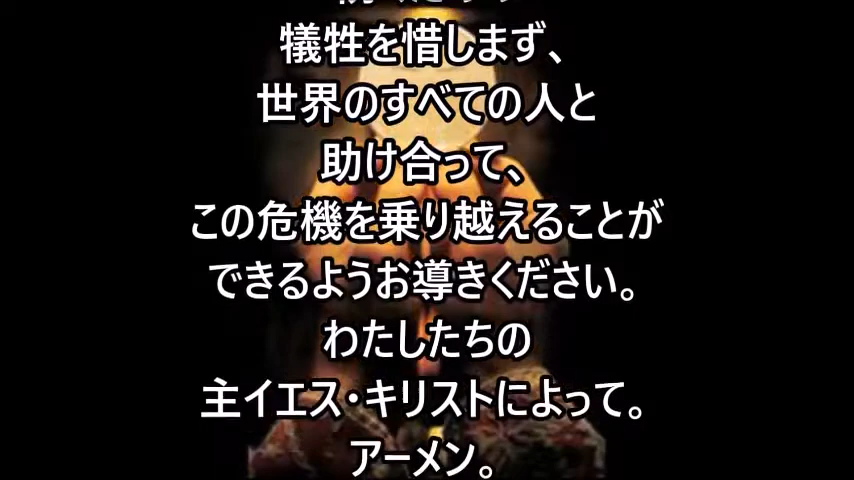 犠牲を惜しまず、
世界のすべての人と
助け合って、
この危機を乗り越えることが
できるようお導きください。
わたしたちの
主イエス・キリストによって。
アーメン。